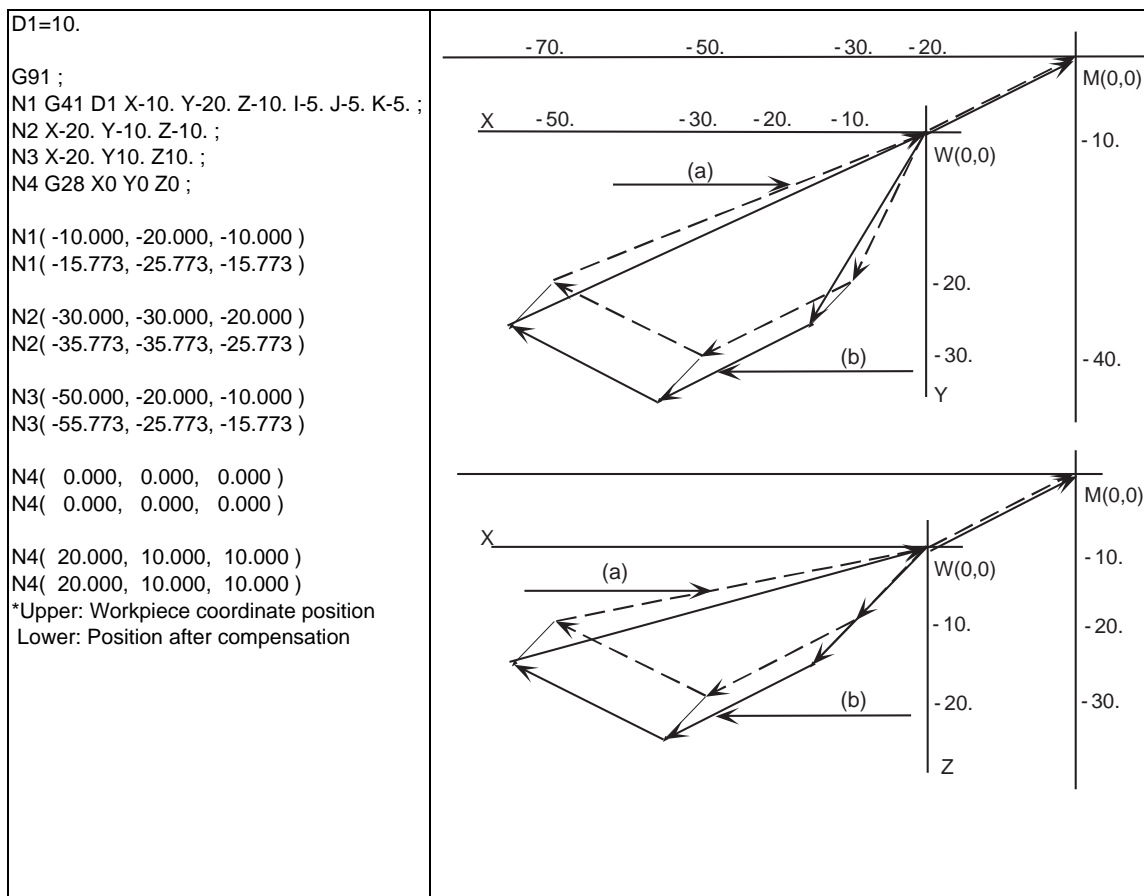 D1=10.
G91 ;
N1 G41 D1 X-10. Y-20. Z-10. I-5. J-5. K-5. ;
N2 X-20. Y-10. Z-10. ;
N3 X-20. Y10. Z10. ;
N4 G28 X0 Y0 Z0 ;
N1( -10.000, -20.000, -10.000 )
N1( -15.773, -25.773, -15.773 )
N2( -30.000, -30.000, -20.000 )
N2( -35.773, -35.773, -25.773 )
N3( -50.000, -20.000, -10.000 )
N3( -55.773, -25.773, -15.773 )
N4( 0.000, 0.000, 0.000 )
N4( 0.000, 0.000, 0.000 )
N4( 20.000, 10.000, 10.000 )
N4( 20.000, 10.000, 10.000 )
*Upper: Workpiece coordinate position
Lower: Position after compensation
-70. -50. -30. -20.
M(0,0)
X -50. -30. -20. -10.
-10.
W(0,0)
(a)
-20.
-30.
(b)
-40.
Y
M(0,0)
X
-10.
W(0,0)
(a)
-10.
-20.
-20.
(b)
-30.
Z